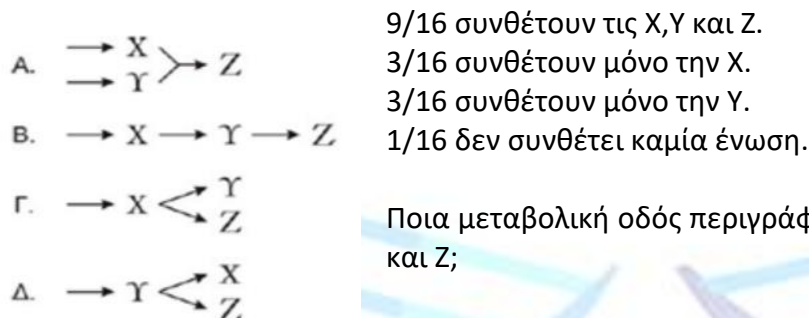 Α. → Χ → Ζ
→ Υ
Β. → Χ → Υ → Ζ
Γ. → Χ Υ
Ζ
Δ. → Υ Χ
Ζ
9/16 συνθέτουν τις Χ,Υ και Ζ.
3/16 συνθέτουν μόνο την Χ.
3/16 συνθέτουν μόνο την Υ.
1/16 δεν συνθέτει καμία ένωση.
Ποια μεταβολική οδός
και Ζ;